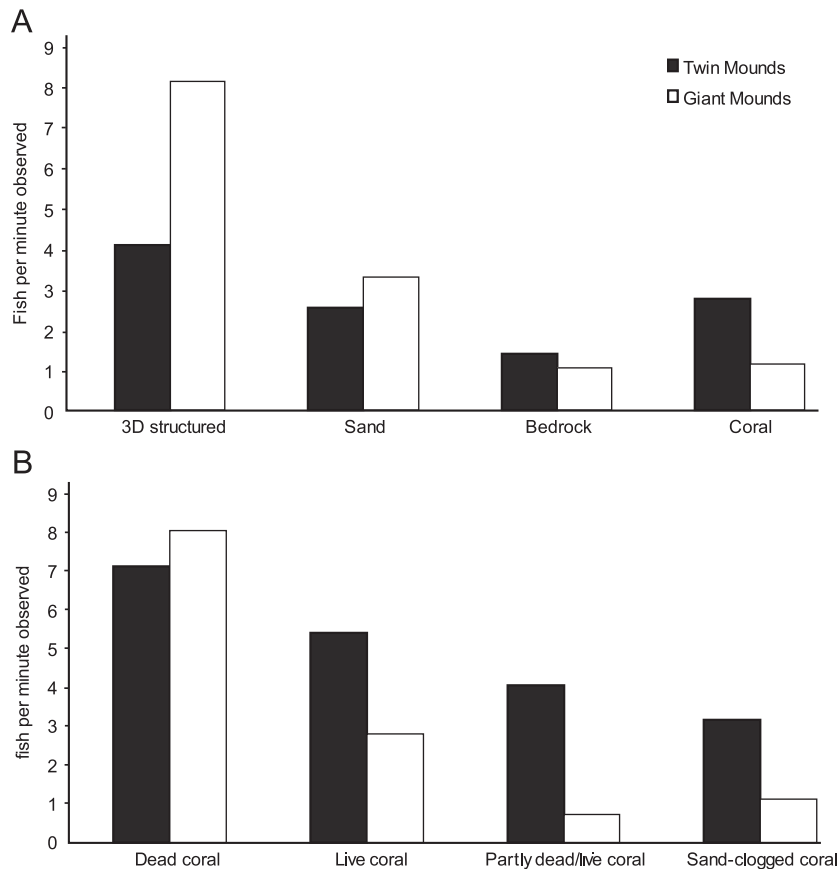 A
9
8
7
6
5
4
3
2
1
0
Fish per minute observed
Twin Mounds
Giant Mounds
3D structured
Sand
Bedrock
Coral
B
9
8
7
6
5
4
3
2
1
0
fish per minute observed
Dead coral
Live coral
Partly dead/live coral
Sand-clogged coral